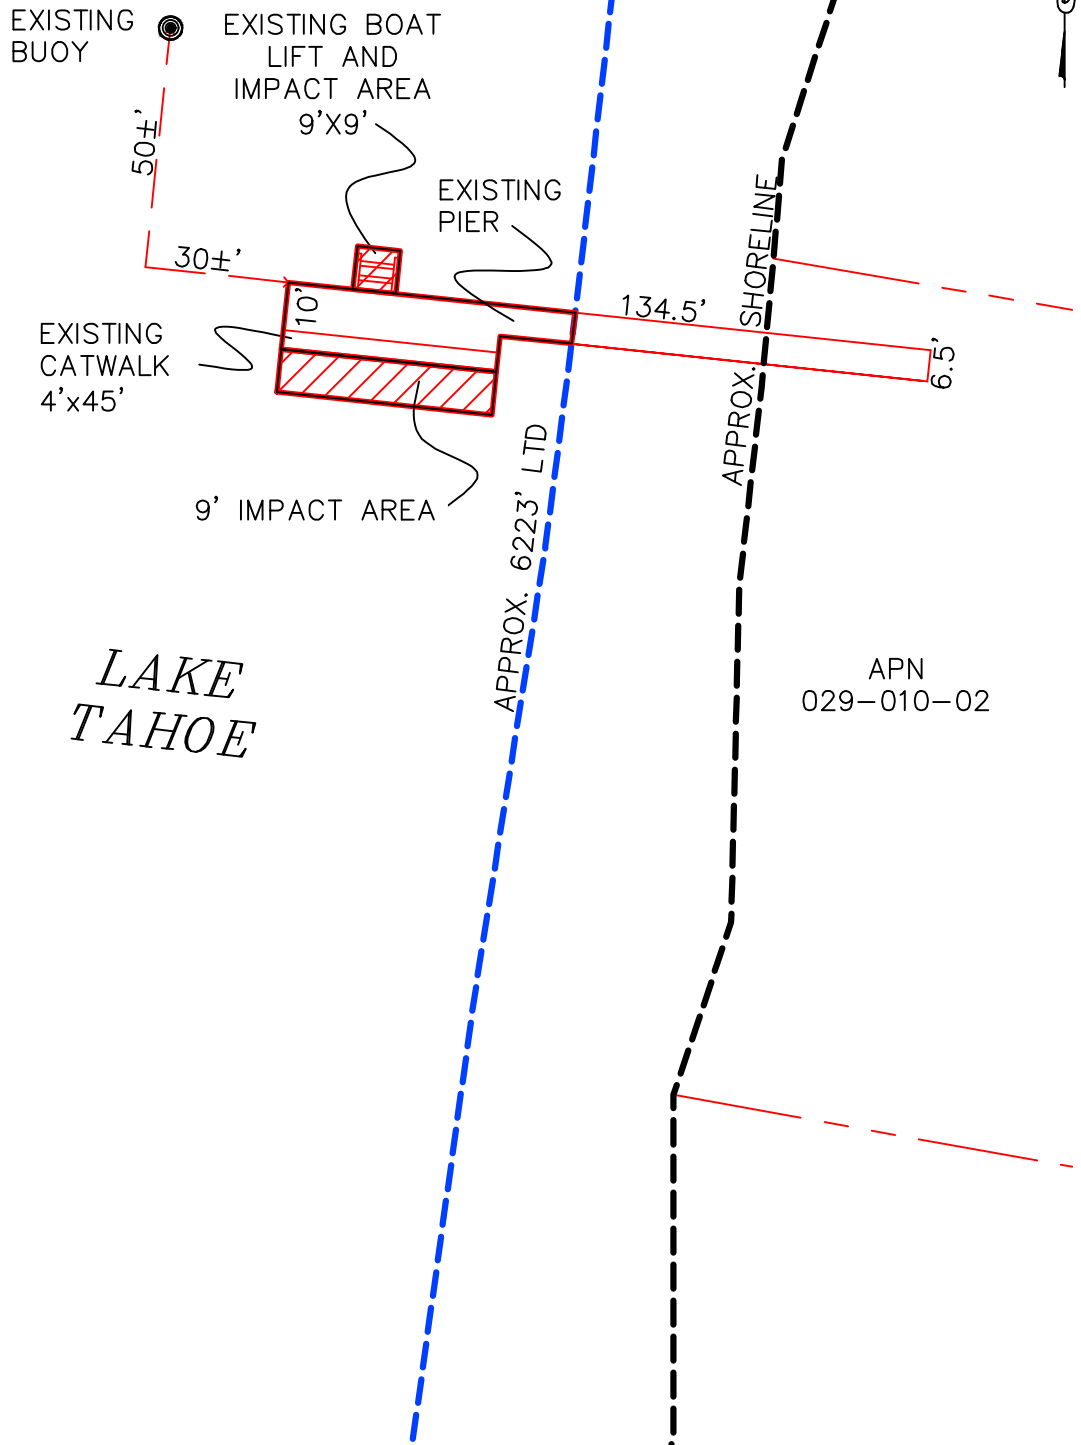 EXISTING
BUOY
EXISTING BOAT
LIFT AND
IMPACT AREA
9'X9'
50±'
30±'
EXISTING
PIER
10'
134.5'
6.5'
EXISTING
CATWALK
4'x45'
9' IMPACT AREA
APPROX. SHORELINE
APPROX. 6223' LTD
LAKE
TAHOE
APN
029-010-02